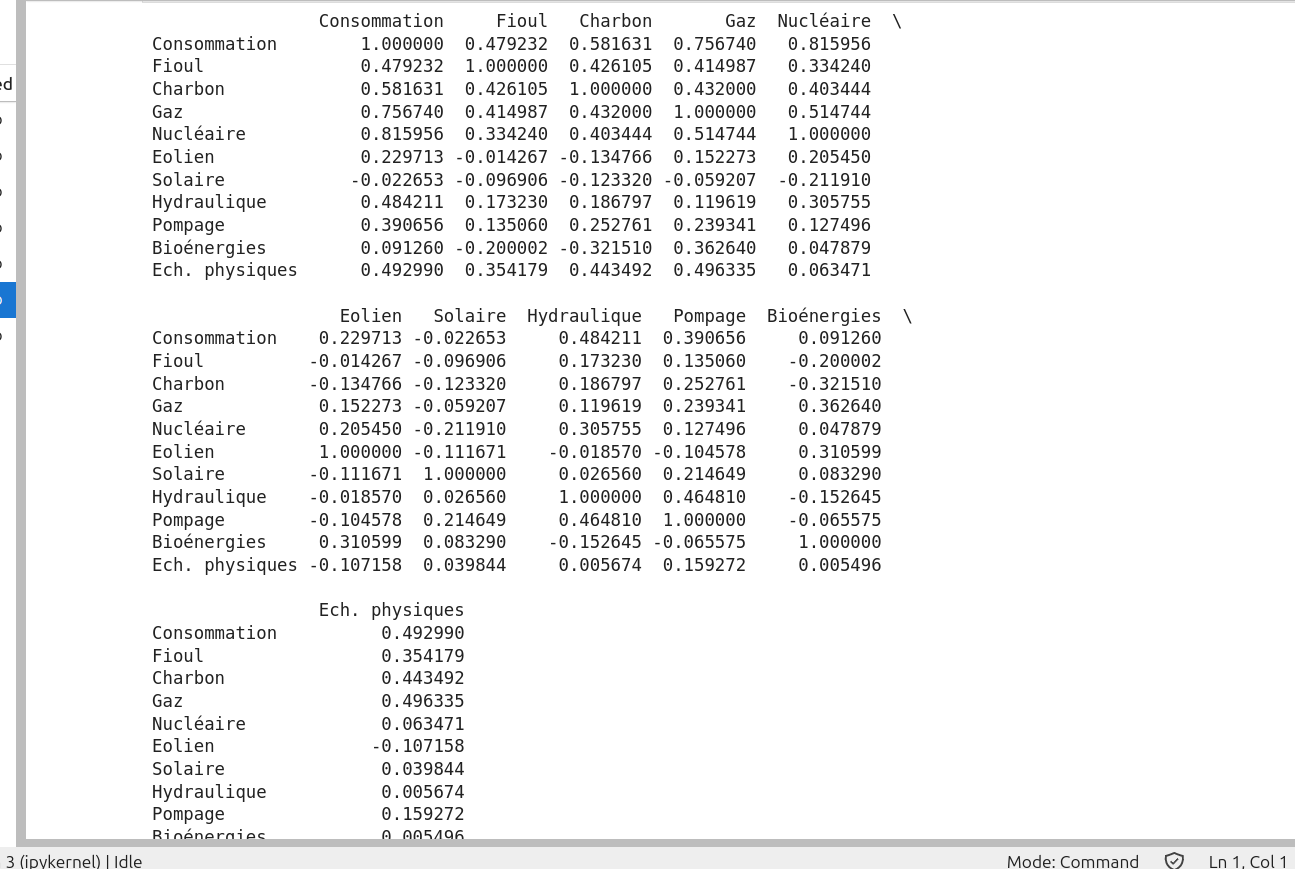 Consommation Fioul Charbon Gaz Nucléaire \
Consommation 1.000000 0.479232 0.581631 0.756740 0.815956
Fioul 0.479232 1.000000 0.426105 0.414987 0.334240
Charbon 0.581631 0.426105 1.000000 0.432000 0.403444
Gaz 0.756740 0.414987 0.432000 1.000000 0.514744
Nucléaire 0.815956 0.334240 0.403444 0.514744 1.000000
Eolien 0.229713 -0.014267 -0.134766 0.152273 0.205450
Solaire -0.022653 -0.096906 -0.123320 -0.059207 -0.211910
Hydraulique 0.484211 0.173230 0.186797 0.119619 0.305755
Pompage 0.390656 0.135060 0.252761 0.239341 0.127496
Bioénergies 0.091260 -0.200002 -0.321510 0.362640 0.047879
Ech. physiques 0.492990 0.354179 0.443492 0.496335 0.063471
Eolien Solaire Hydraulique Pompage Bioénergies \
Consommation 0.229713 -0.022653 0.484211 0.390656 0.091260
Fioul -0.014267 -0.096906 0.173230 0.135060 -0.200002
Charbon -0.134766 -0.123320 0.186797 0.252761 -0.321510
Gaz 0.152273 -0.059207 0.119619 0.239341 0.362640
Nucléaire 0.205450 -0.211910 0.305755 0.127496 0.047879
Eolien 1.000000 -0.111671 -0.018570 -0.104578 0.310599
Solaire -0.111671 1.000000 0.026560 0.214649 0.083290
Hydraulique -0.018570 0.026560 1.000000 0.464810 -0.152645
Pompage -0.104578 0.214649 0.464810 1.000000 -0.065575
Bioénergies 0.310599 0.083290 -0.152645 -0.065575 1.000000
Ech. physiques -0.107158 0.039844 0.005674 0.159272 0.005496
Ech. physiques
Consommation 0.492990
Fioul 0.354179
Charbon 0.443492
Gaz 0.496335
Nucléaire 0.063471
Eolien -0.107158
Solaire 0.039844
Hydraulique 0.005674
Pompage 0.159272
Bioénergies 0.005496
3 (ipykernel) | Idle Mode: Command Ln 1, Col 1